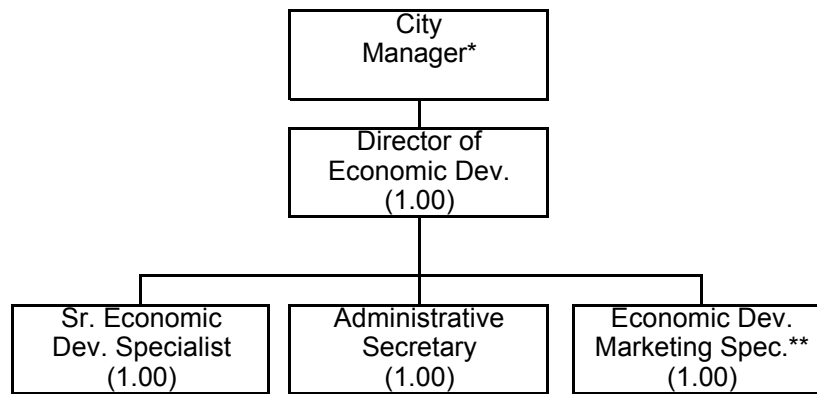 City
Manager*
Director of
Economic Dev.
(1.00)
Sr. Economic
Dev. Specialist
(1.00)
Administrative
Secretary
(1.00)
Economic Dev.
Marketing Spec.**
(1.00)